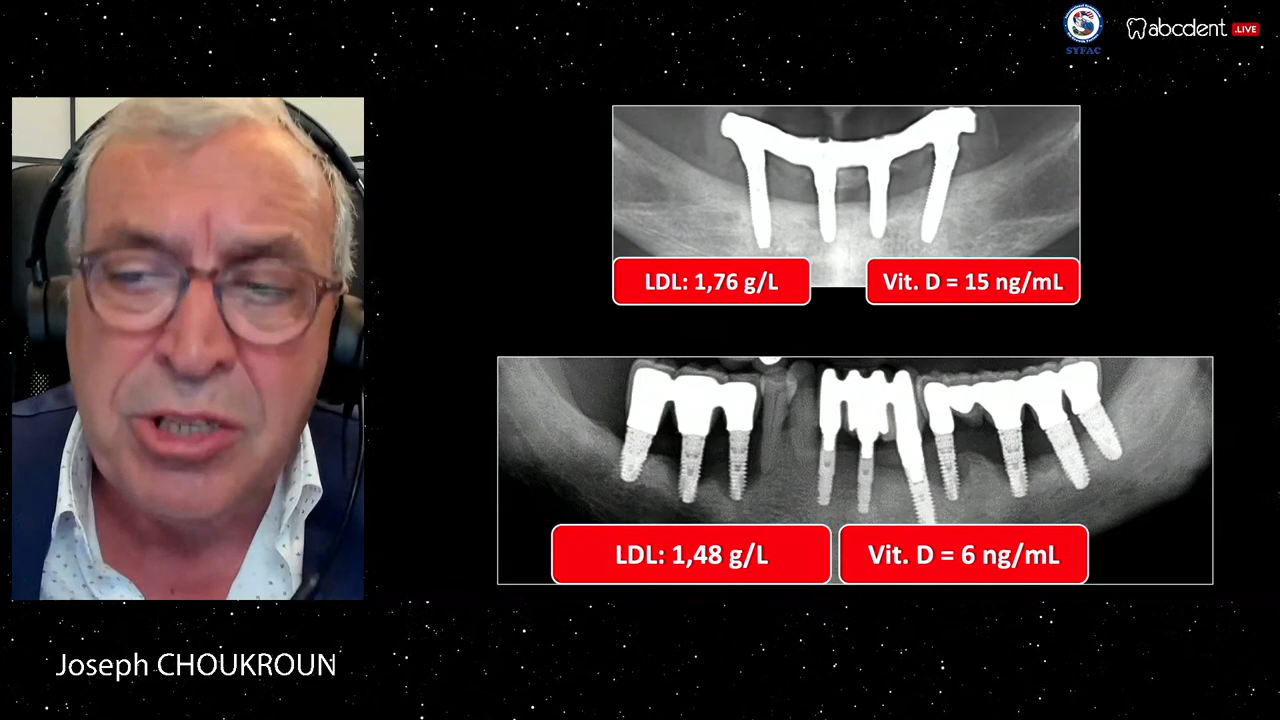 SYFAC
abcdent .LIVE
LDL: 1,76 g/L
Vit. D = 15 ng/mL
LDL: 1,48 g/L
Vit. D = 6 ng/mL
Joseph CHOUKROUN